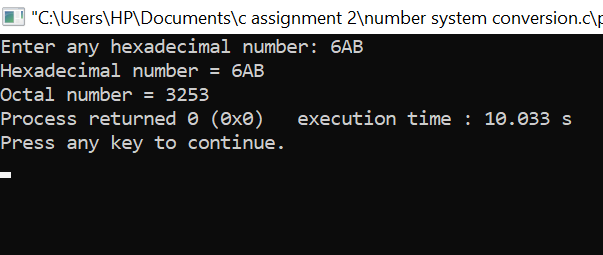 "C:\Users\HP\Documents\c assignment 2\number system conversion.c\p
Enter any hexadecimal number: 6AB
Hexadecimal number = 6AB
Octal number = 3253
Process returned 0 (0x0)   execution time : 10.033 s
Press any key to continue.